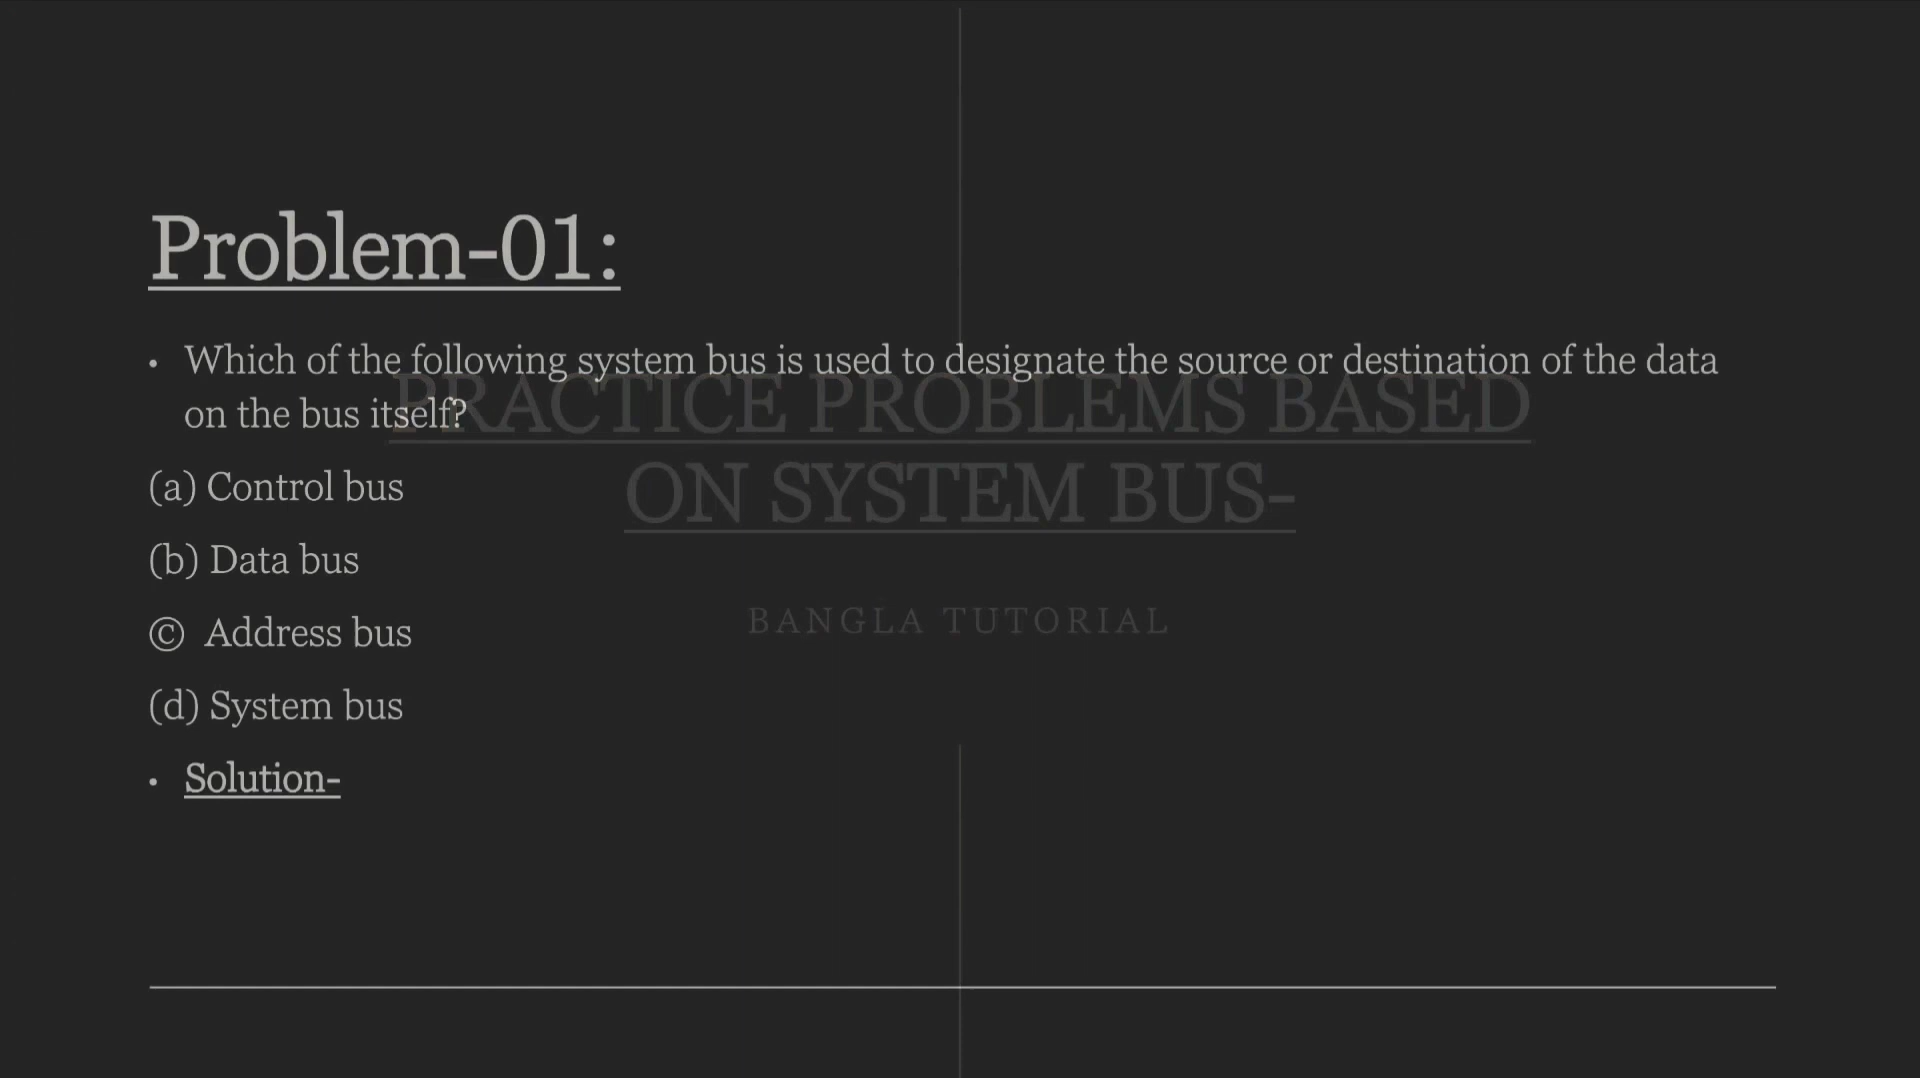 Problem-01:
• Which of the following system bus is used to designate the source or destination of the data
on the bus itself?
(a) Control bus
(b) Data bus
© Address bus
(d) System bus
• Solution-
PRACTICE PROBLEMS BASED
ON SYSTEM BUS-
BANGLA TUTORIAL